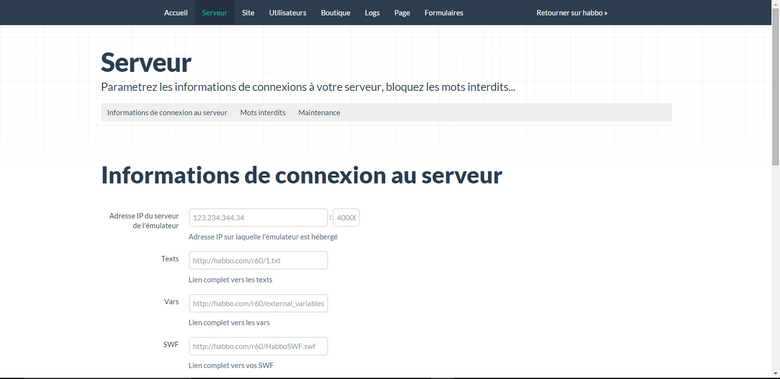 Accueil Serveur Site Utilisateurs Boutique Logs Page Formulaires Retourner sur habbo »
Serveur
Parametrez les informations de connexions à votre serveur, bloquez les mots interdits...
Informations de connexion au serveur Mots interdits Maintenance
Informations de connexion au serveur
Adresse IP du serveur
de l'émulateur
123.234.344.34 : 4000
Adresse IP sur laquelle l'émulateur est hébergé
Texts http://habbo.com/r60/1.txt
Lien complet vers les texts
Vars http://habbo.com/r60/external_variables
Lien complet vers les vars
SWF http://habbo.com/r60/HabboSWF.swf
Lien complet vers vos SWF